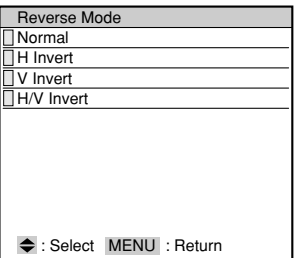 Reverse Mode
Normal
H Invert
V Invert
H/V Invert
: Select MENU : Return